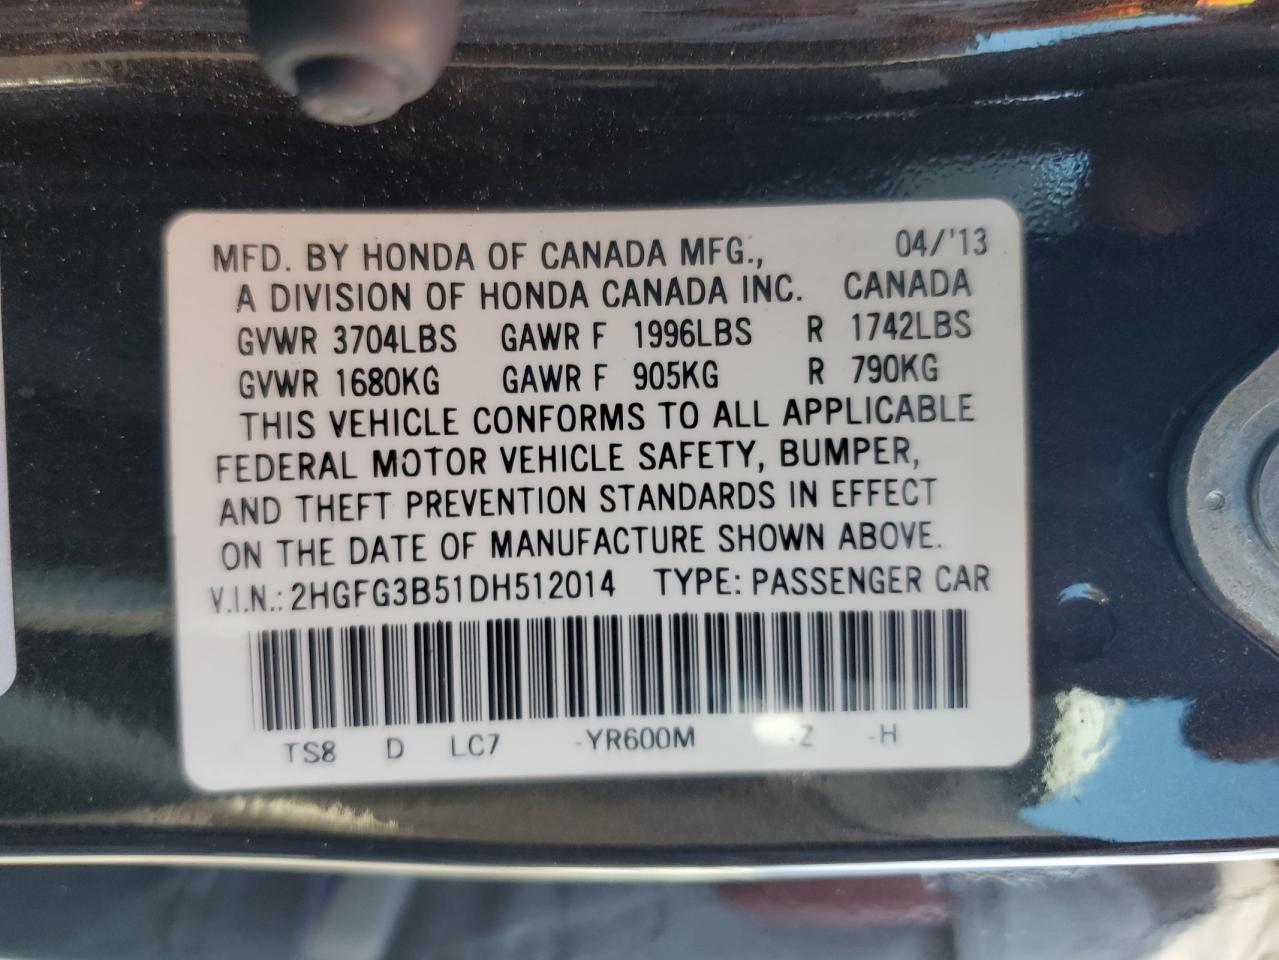 MFD. BY HONDA OF CANADA MFG., 04/'13
A DIVISION OF HONDA CANADA INC. CANADA
GVWR 3704LBS GAWR F 1996LBS R 1742LBS
GVWR 1680KG GAWR F 905KG R 790KG
THIS VEHICLE CONFORMS TO ALL APPLICABLE
FEDERAL MOTOR VEHICLE SAFETY, BUMPER,
AND THEFT PREVENTION STANDARDS IN EFFECT
ON THE DATE OF MANUFACTURE SHOWN ABOVE.
V.I.N.: 2HGFG3B51DH512014 TYPE: PASSENGER CAR
TS8 D LC7 -YR600M -Z -H